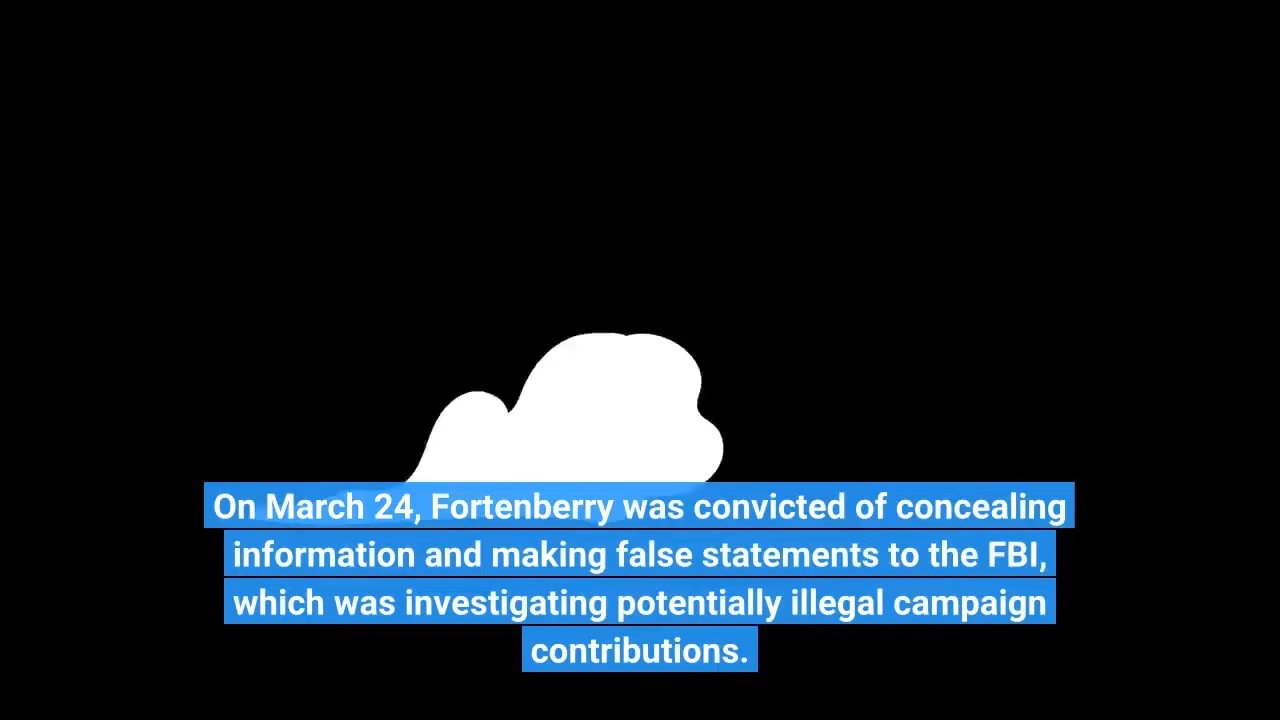 On March 24, Fortenberry was convicted of concealing
information and making false statements to the FBI,
which was investigating potentially illegal campaign
contributions.